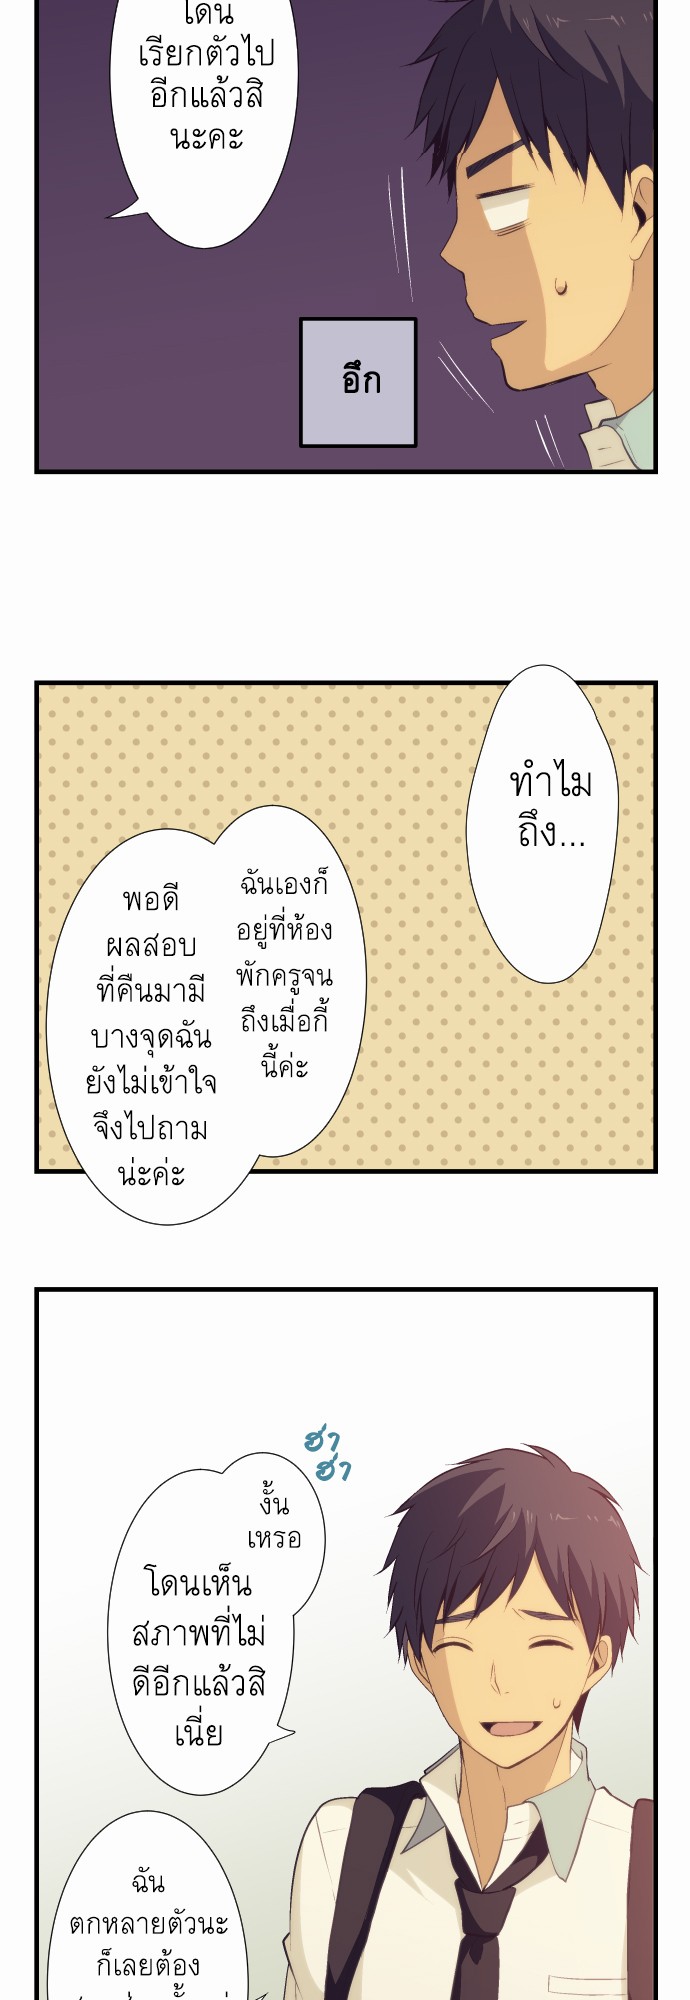 โดน
เรียกตัวไป
อีกแล้วสิ
นะคะ
อึก
ทำไม
ถึง...
ฉันเองก็
อยู่ที่ห้อง
พักครูจน
ถึงเมื่อกี้
นี้ค่ะ
พอดี
ผลสอบ
ที่คืนมามี
บางจุดฉัน
ยังไม่เข้าใจ
จึงไปถาม
น่ะค่ะ
ฮ่า
ฮ่า
งั้น
เหรอ
โดนเห็น
สภาพที่ไม่
ดีอีกแล้วสิ
เนี่ย
ฉัน
ตกหลายตัวนะ
ก็เลยต้อง